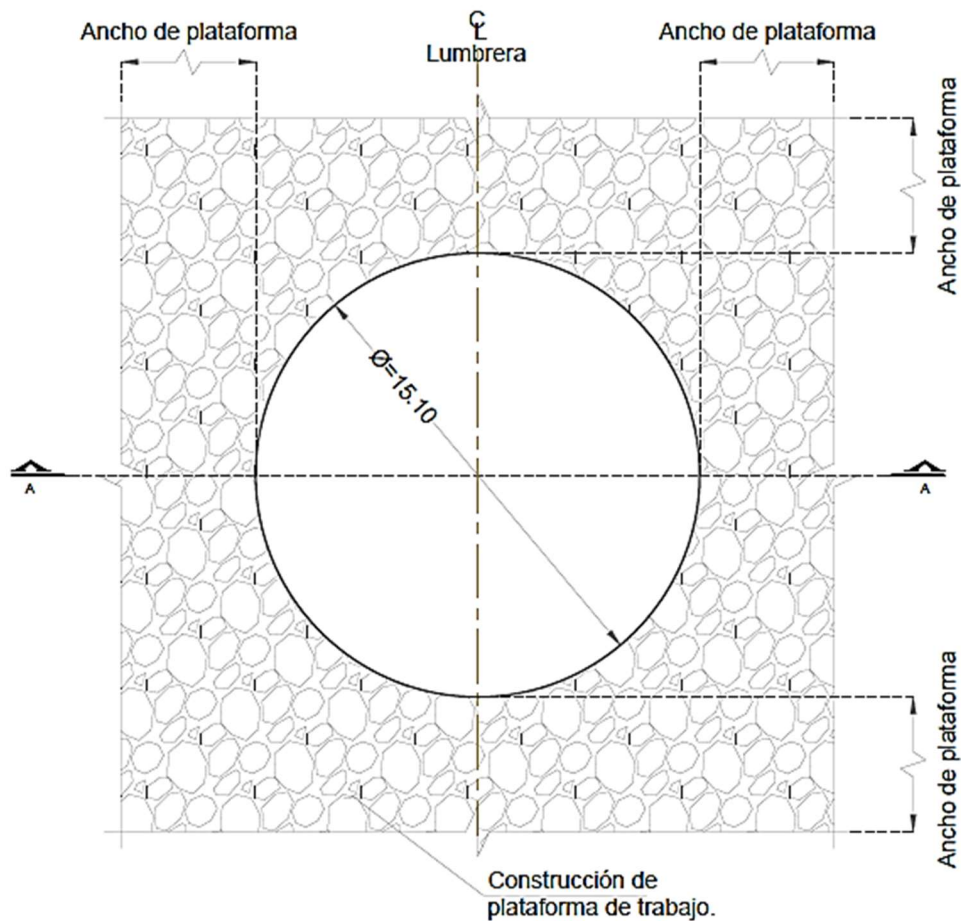 Ancho de plataforma
CL
Lumbrera
Ancho de plataforma
Ancho de plataforma
Ø=15.10
A
A
Ancho de plataforma
Construcción de
plataforma de trabajo.